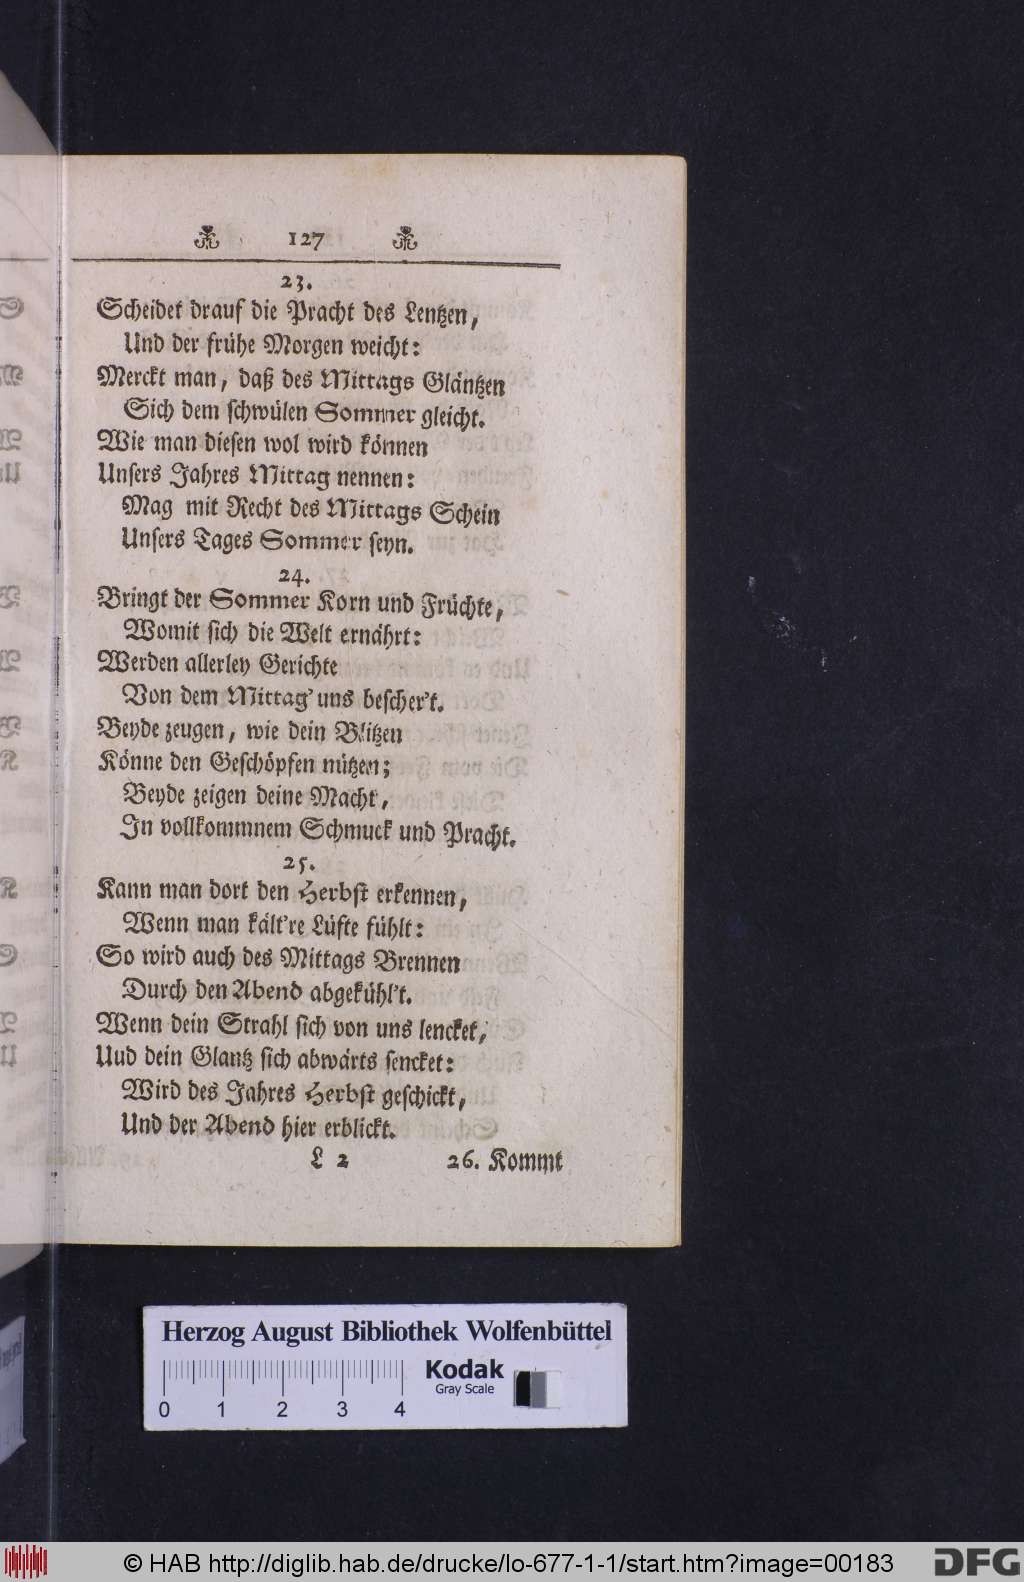 127
23.
Scheidet drauf die Pracht des Lentzen,
Und der frühe Morgen weicht:
Merckt man, daß des Mittags Gläntzen
Sich dem schwülen Sommer gleicht.
Wie man diesen wol wird können
Unsers Jahres Mittag nennen:
Mag mit Recht des Mittags Schein
Unsers Tages Sommer seyn.
24.
Bringt der Sommer Korn und Früchte,
Womit sich die Welt ernährt:
Werden allerley Gerichte
Von dem Mittag' uns bescher't.
Beyde zeugen, wie dein Blitzen
Könne den Geschöpfen nützen;
Beyde zeigen deine Macht,
In vollkommnem Schmuck und Pracht.
25.
Kann man dort den Herbst erkennen,
Wenn man kält're Lüfte fühlt:
So wird auch des Mittags Brennen
Durch den Abend abgekühl't.
Wenn dein Strahl sich von uns lencket,
Uud dein Glantz sich abwärts sencket:
Wird des Jahres Herbst geschickt,
Und der Abend hier erblickt.
L 2 26. Kommt
Herzog August Bibliothek Wolfenbüttel
Kodak
Gray Scale
0 1 2 3 4
© HAB http://diglib.hab.de/drucke/lo-677-1-1/start.htm?image=00183
DFG